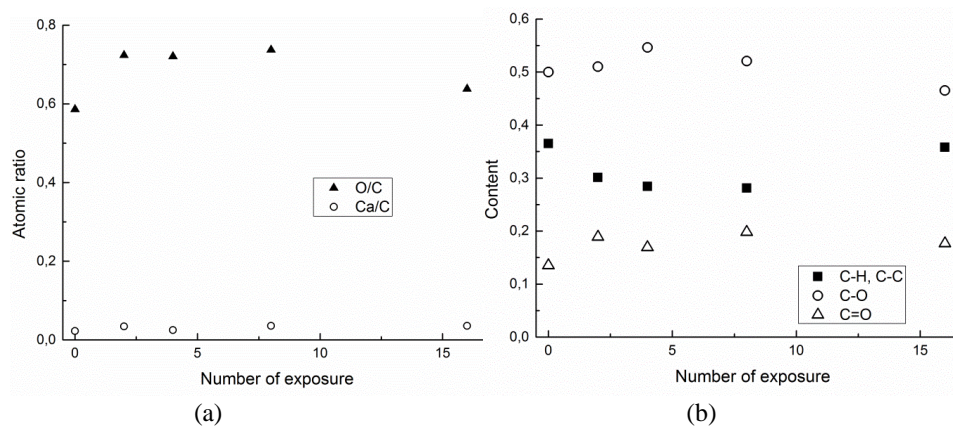 0,8
0,6
0,4
0,2
0,0
Atomic ratio
O/C
Ca/C
0 5 10 15
Number of exposure
(a)
0,6
0,5
0,4
0,3
0,2
0,1
0,0
Content
C-H, C-C
C-O
C=O
0 5 10 15
Number of exposure
(b)